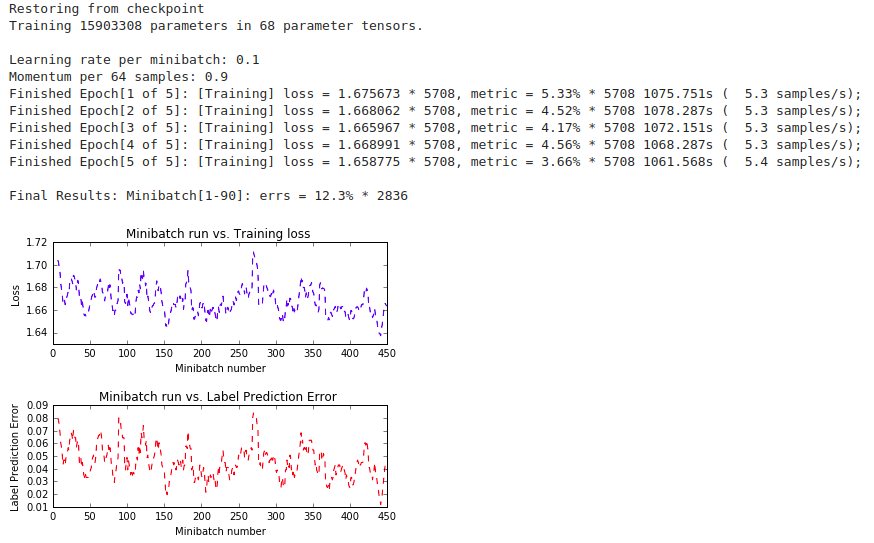 Restoring from checkpoint
Training 15903308 parameters in 68 parameter tensors.
Learning rate per minibatch: 0.1
Momentum per 64 samples: 0.9
Finished Epoch[1 of 5]: [Training] loss = 1.675673 * 5708, metric = 5.33% * 5708 1075.751s (  5.3 samples/s);
Finished Epoch[2 of 5]: [Training] loss = 1.668062 * 5708, metric = 4.52% * 5708 1078.287s (  5.3 samples/s);
Finished Epoch[3 of 5]: [Training] loss = 1.665967 * 5708, metric = 4.17% * 5708 1072.151s (  5.3 samples/s);
Finished Epoch[4 of 5]: [Training] loss = 1.668991 * 5708, metric = 4.56% * 5708 1068.287s (  5.3 samples/s);
Finished Epoch[5 of 5]: [Training] loss = 1.658775 * 5708, metric = 3.66% * 5708 1061.568s (  5.4 samples/s);
Final Results: Minibatch[1-90]: errs = 12.3% * 2836
Minibatch run vs. Training loss
1.72
1.70
1.68
1.66
1.64
Loss
0 50 100 150 200 250 300 350 400 450
Minibatch number
Minibatch run vs. Label Prediction Error
0.09
0.08
0.07
0.06
0.05
0.04
0.03
0.02
0.01
Label Prediction Error
0 50 100 150 200 250 300 350 400 450
Minibatch number